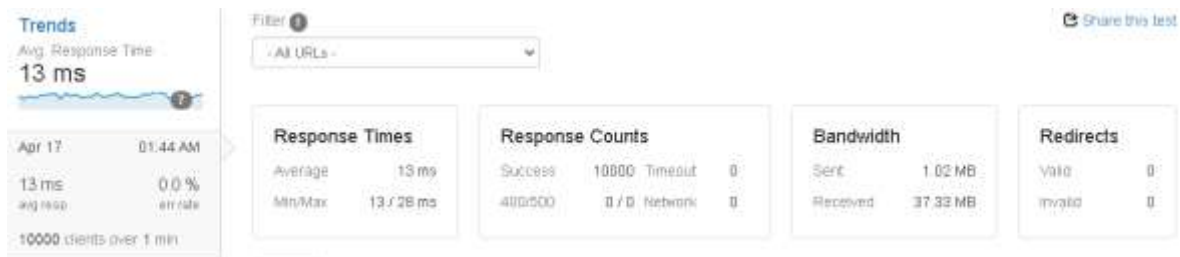 Trends
Avg. Response Time
13 ms
?
Apr 17 01:44 AM
13 ms 0.0 %
avg resp err rate
10000 clients over 1 min
Filter
- All URLs -
Share this test
Response Times
Average 13 ms
Min/Max 13 / 28 ms
Response Counts
Success 10000 Timeout 0
400/500 0 / 0 Network 0
Bandwidth
Sent 1.02 MB
Received 37.33 MB
Redirects
Valid 0
Invalid 0